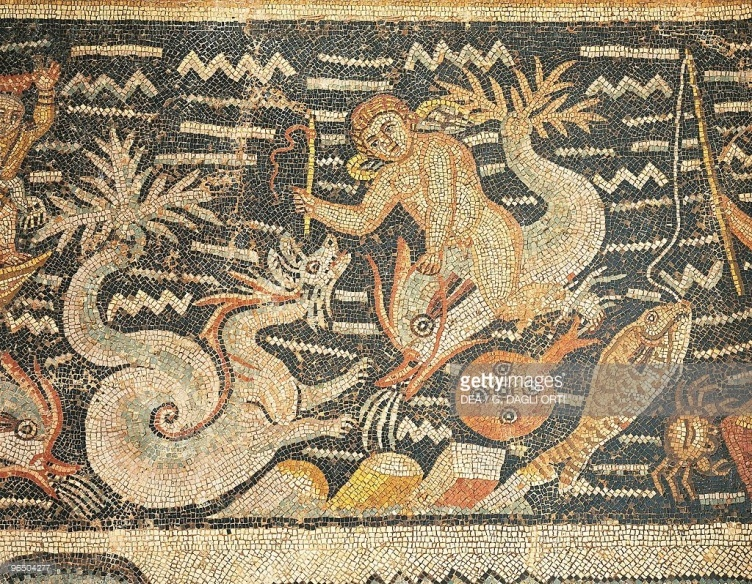 gettyimages
DEA / G. DAGLI ORTI
96504277